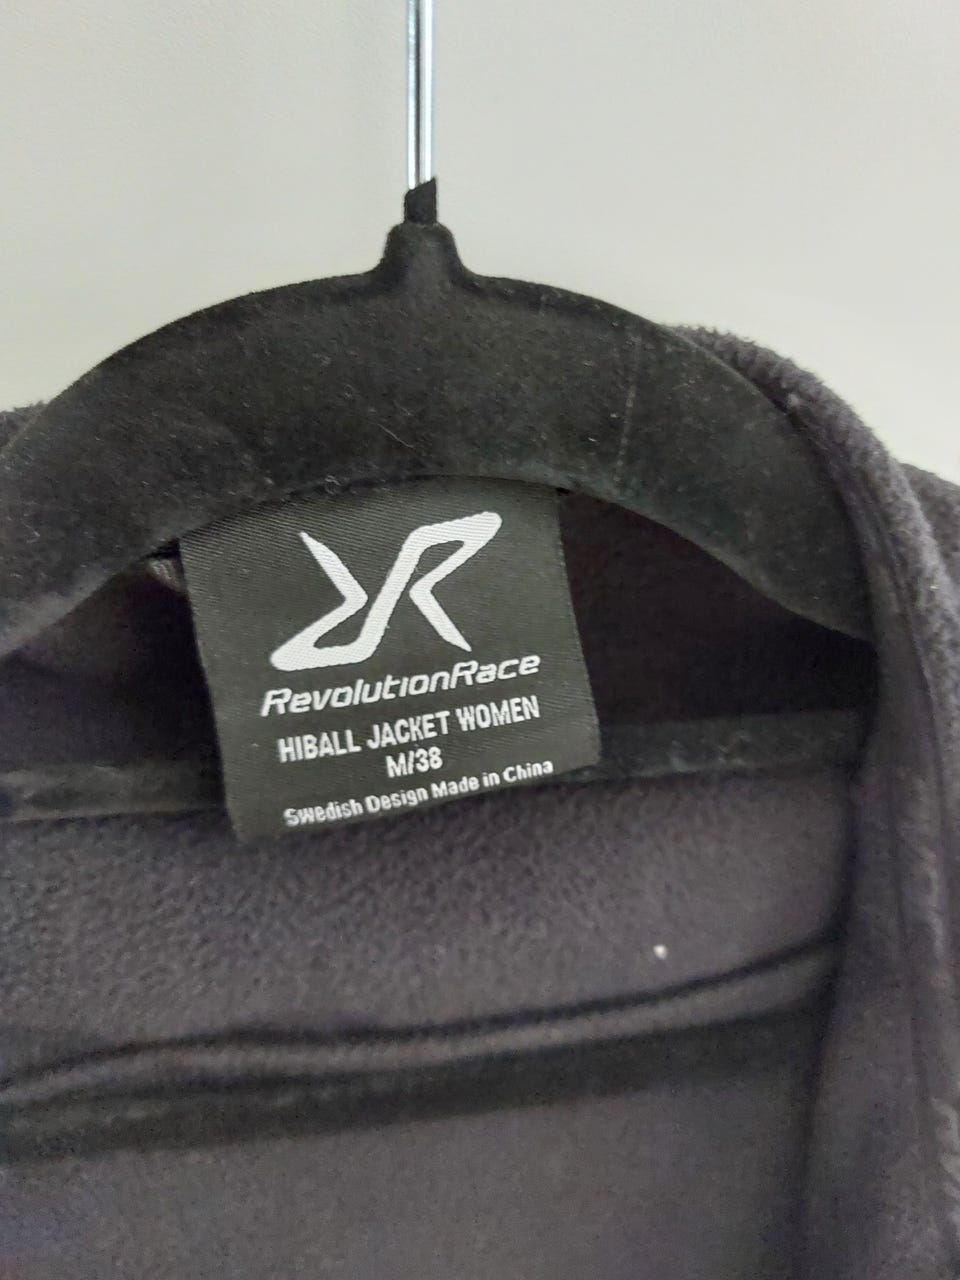 RevolutionRace
HIBALL JACKET WOMEN
M/38
Swedish Design Made in China